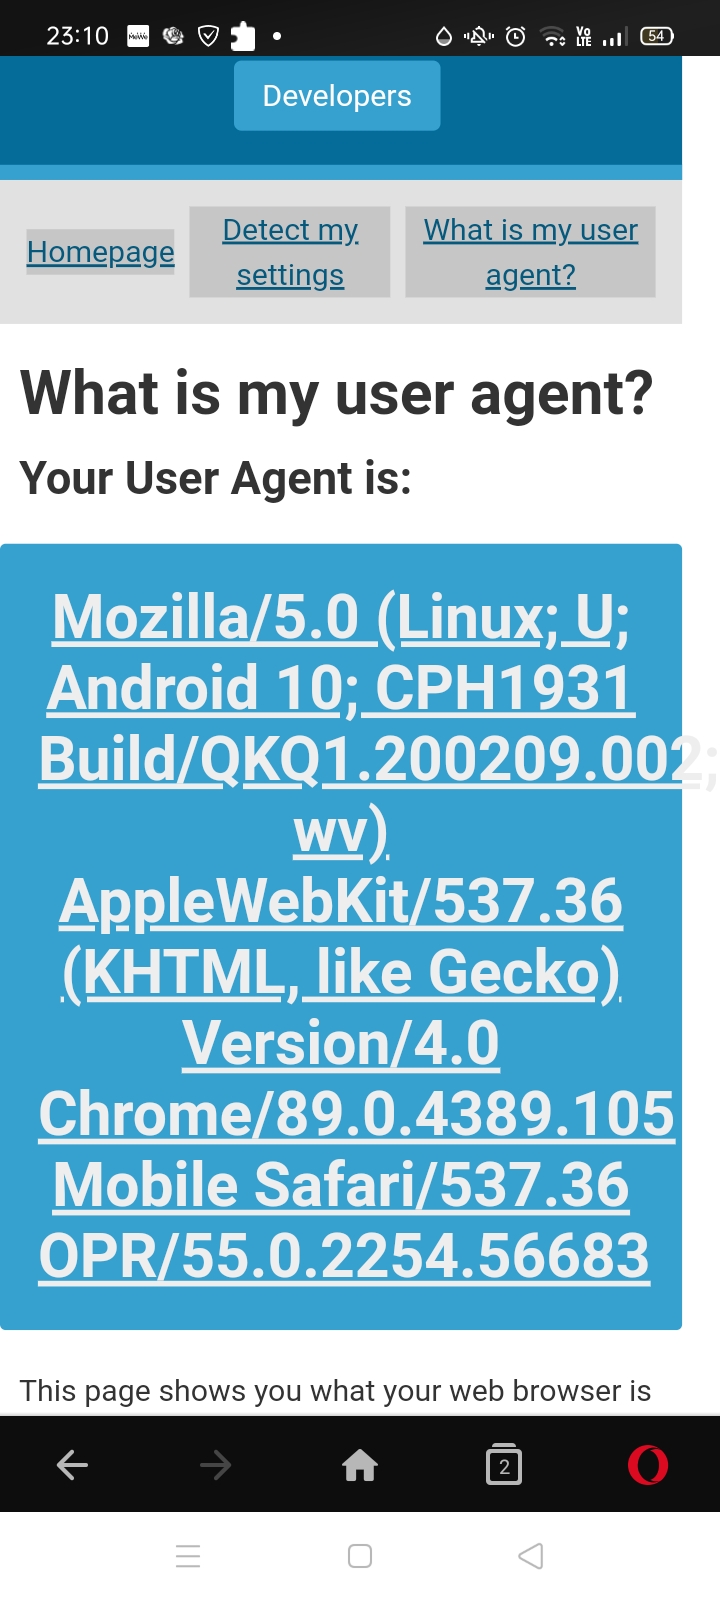 23:10 MeWe Vo LTE 54
Developers
Homepage
Detect my
settings
What is my user
agent?
What is my user agent?
Your User Agent is:
Mozilla/5.0 (Linux; U;
Android 10; CPH1931
Build/QKQ1.200209.002;
wv)
AppleWebKit/537.36
(KHTML, like Gecko)
Version/4.0
Chrome/89.0.4389.105
Mobile Safari/537.36
OPR/55.0.2254.56683
This page shows you what your web browser is
2